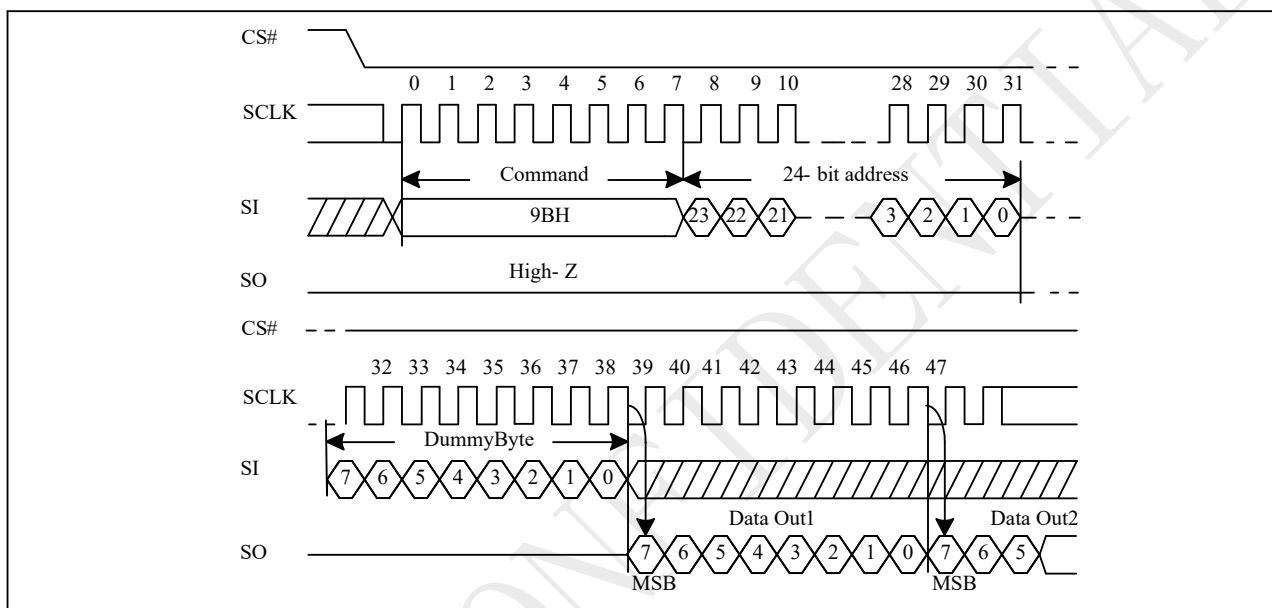 CS#
0 1 2 3 4 5 6 7 8 9 10 28 29 30 31
SCLK
Command 24- bit address
SI 9BH 23 22 21 3 2 1 0
SO High- Z
CS#
32 33 34 35 36 37 38 39 40 41 42 43 44 45 46 47
SCLK
DummyByte
SI 7 6 5 4 3 2 1 0
Data Out1 Data Out2
SO 7 6 5 4 3 2 1 0 7 6 5
MSB MSB
CONFIDENTIAL